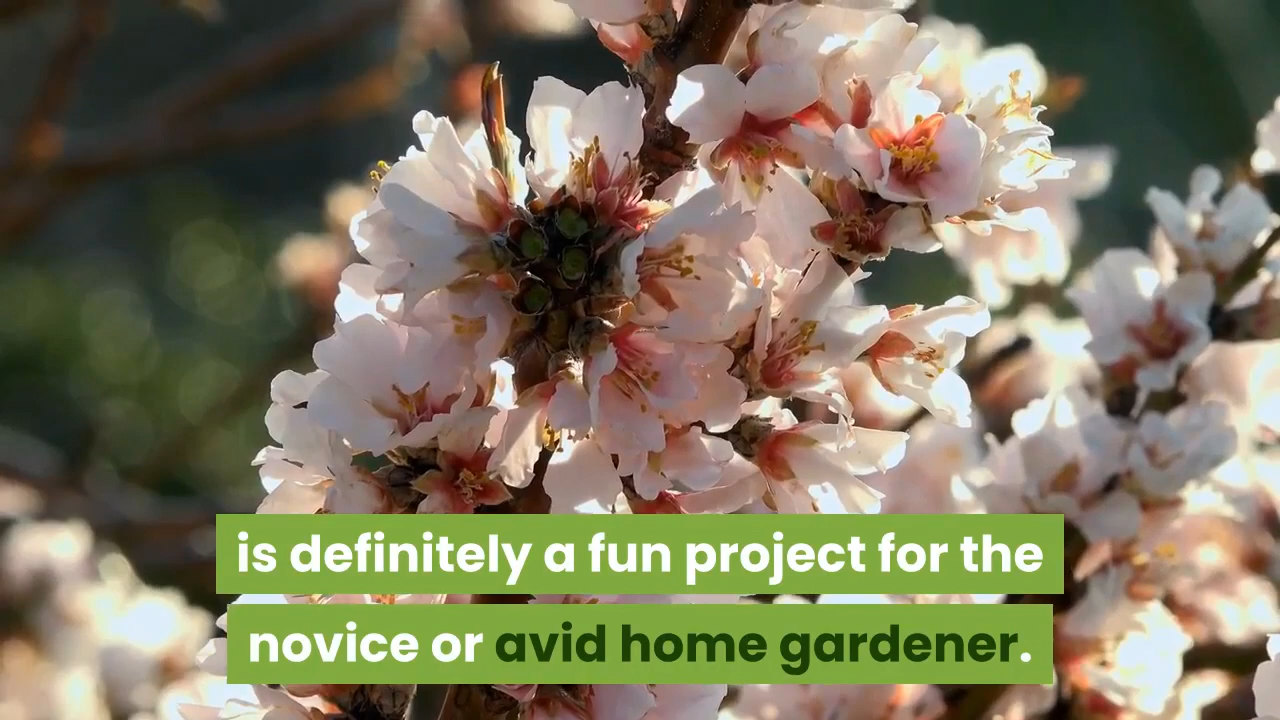 is definitely a fun project for the
novice or avid home gardener.